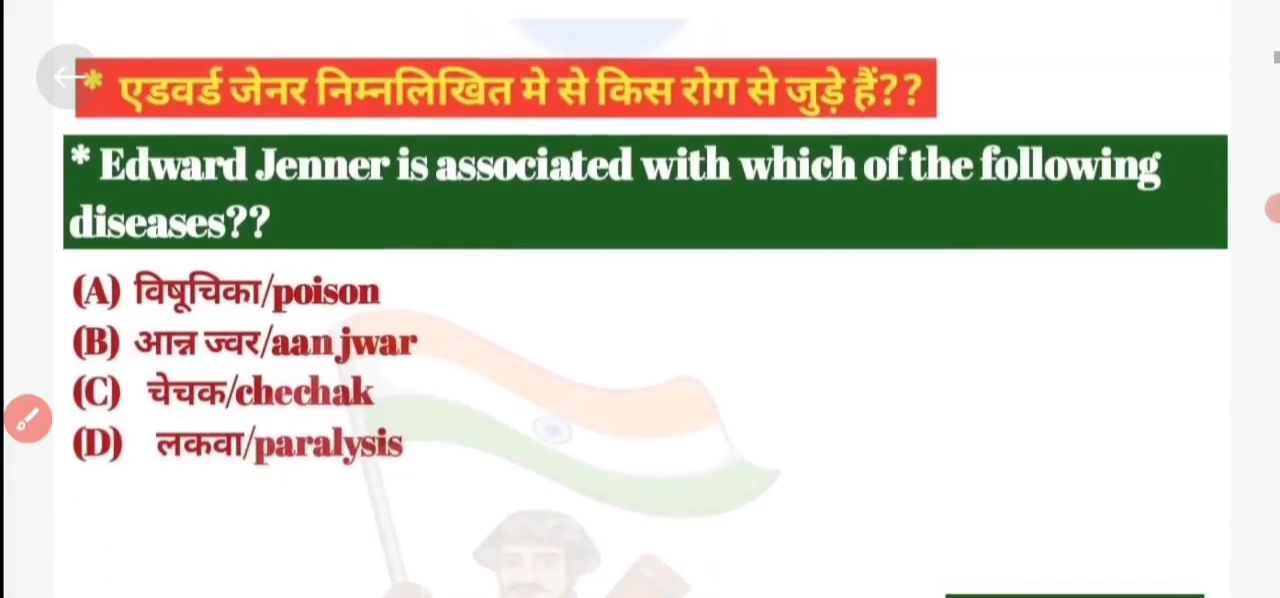 * एडवर्ड जेनर निम्नलिखित मे से किस रोग से जुड़े हैं??
* Edward Jenner is associated with which of the following
diseases??
(A) विषूचिका/poison
(B) आन्न ज्वर/aan jwar
(C) चेचक/chechak
(D) लकवा/paralysis